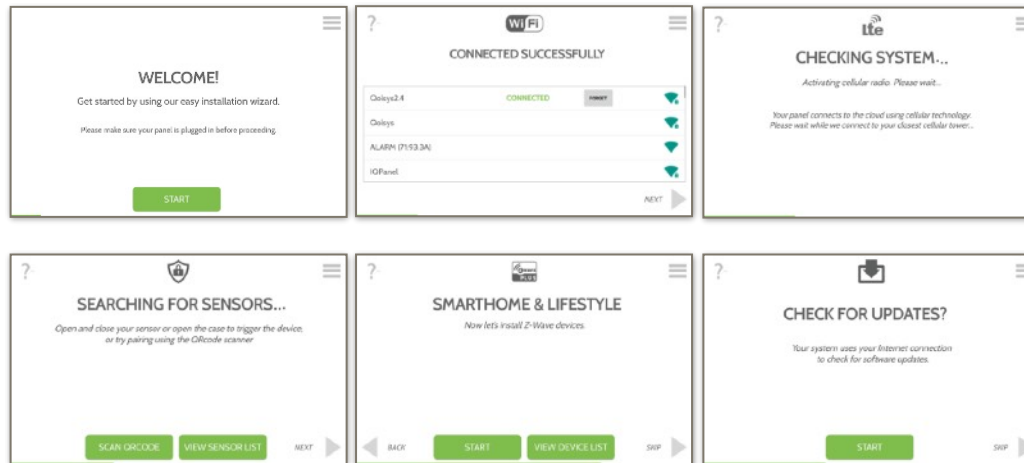 WELCOME!
Get started by using our easy installation wizard.
Please make sure your panel is plugged in before proceeding.
START
?
WiFi
CONNECTED SUCCESSFULLY
Qolsys2.4 CONNECTED FORGET
Qolsys
ALARM (71:93:3A)
IQPanel
NEXT
?
lte
CHECKING SYSTEM...
Activating cellular radio. Please wait...
Your panel connects to the cloud using cellular technology.
Please wait while we connect to your closest cellular tower...
?
SEARCHING FOR SENSORS...
Open and close your sensor or open the case to trigger the device,
or try pairing using the QRcode scanner
SCAN QRCODE VIEW SENSOR LIST NEXT
?
Z-WAVE
PLUS
SMARTHOME & LIFESTYLE
Now let's install Z-Wave devices.
BACK START VIEW DEVICE LIST SKIP
?
CHECK FOR UPDATES?
Your system uses your Internet connection
to check for software updates.
START SKIP